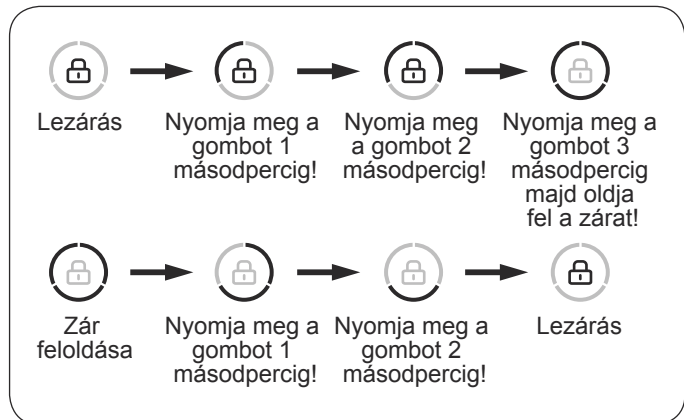 Lezárás
Nyomja meg a
gombot 1
másodpercig!
Nyomja meg
a gombot 2
másodpercig!
Nyomja meg a
gombot 3
másodpercig
majd oldja
fel a zárat!
Zár
feloldása
Nyomja meg a
gombot 1
másodpercig!
Nyomja meg a
gombot 2
másodpercig!
Lezárás